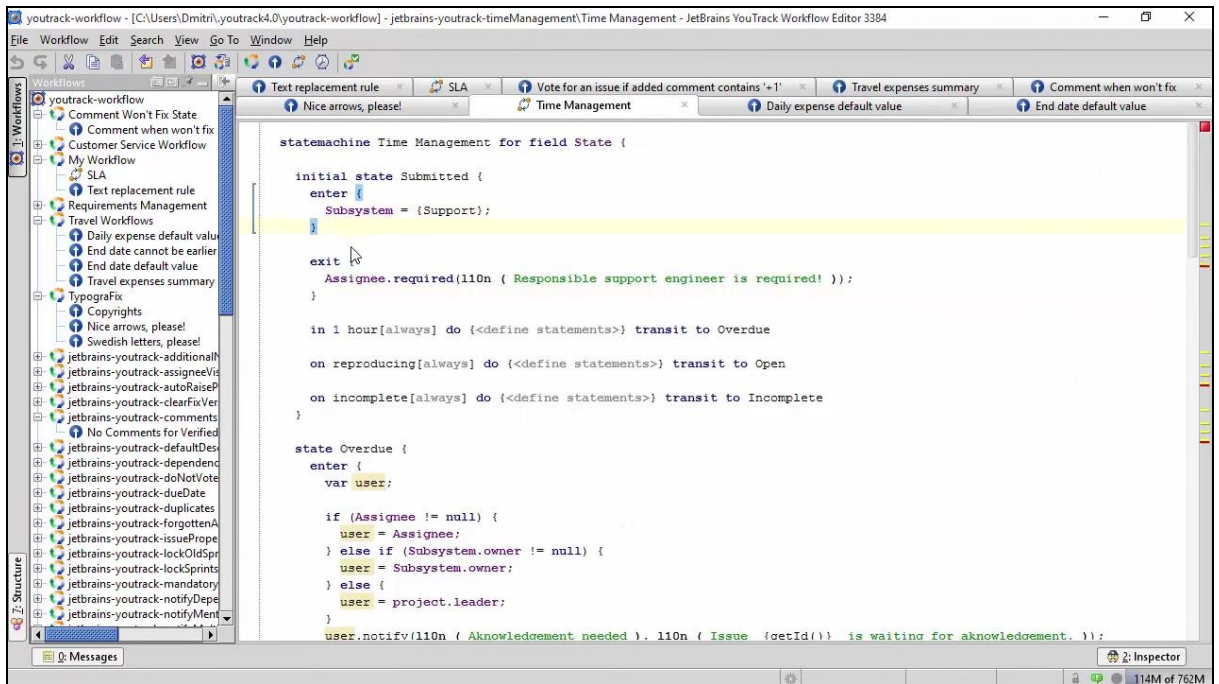 youtrack-workflow - [C:\Users\Dmitri\.youtrack4.0\youtrack-workflow] - jetbrains-youtrack-timeManagement\Time Management - JetBrains YouTrack Workflow Editor 3384
File Workflow Edit Search View Go To Window Help
1: Workflows
Workflows
youtrack-workflow
Comment Won't Fix State
Comment when won't fix
Customer Service Workflow
My Workflow
SLA
Text replacement rule
Requirements Management
Travel Workflows
Daily expense default valu
End date cannot be earlier
End date default value
Travel expenses summary
TypograFix
Copyrights
Nice arrows, please!
Swedish letters, please!
jetbrains-youtrack-additionalN
jetbrains-youtrack-assigneeVis
jetbrains-youtrack-autoRaiseP
jetbrains-youtrack-clearFixVer
jetbrains-youtrack-comments
No Comments for Verified
jetbrains-youtrack-defaultDes
jetbrains-youtrack-dependenc
jetbrains-youtrack-doNotVote
jetbrains-youtrack-dueDate
jetbrains-youtrack-duplicates
jetbrains-youtrack-forgottenA
jetbrains-youtrack-issuePrope
jetbrains-youtrack-lockOldSpr
jetbrains-youtrack-lockSprints
jetbrains-youtrack-mandatory
jetbrains-youtrack-notifyDepe
jetbrains-youtrack-notifyMent
Z: Structure
Text replacement rule SLA Vote for an issue if added comment contains '+1' Travel expenses summary Comment when won't fix
Nice arrows, please! Time Management Daily expense default value End date default value
statemachine Time Management for field State {
initial state Submitted {
enter {
Subsystem = {Support};
}
exit {
Assignee.required(l10n ( Responsible support engineer is required! ));
}
in 1 hour[always] do {<define statements>} transit to Overdue
on reproducing[always] do {<define statements>} transit to Open
on incomplete[always] do {<define statements>} transit to Incomplete
}
state Overdue {
enter {
var user;
if (Assignee != null) {
user = Assignee;
} else if (Subsystem.owner != null) {
user = Subsystem.owner;
} else {
user = project.leader;
}
user.notify(l10n ( Aknowledgement needed ), l10n ( Issue {getId()} is waiting for aknowledgement. ));
0: Messages
2: Inspector
114M of 762M